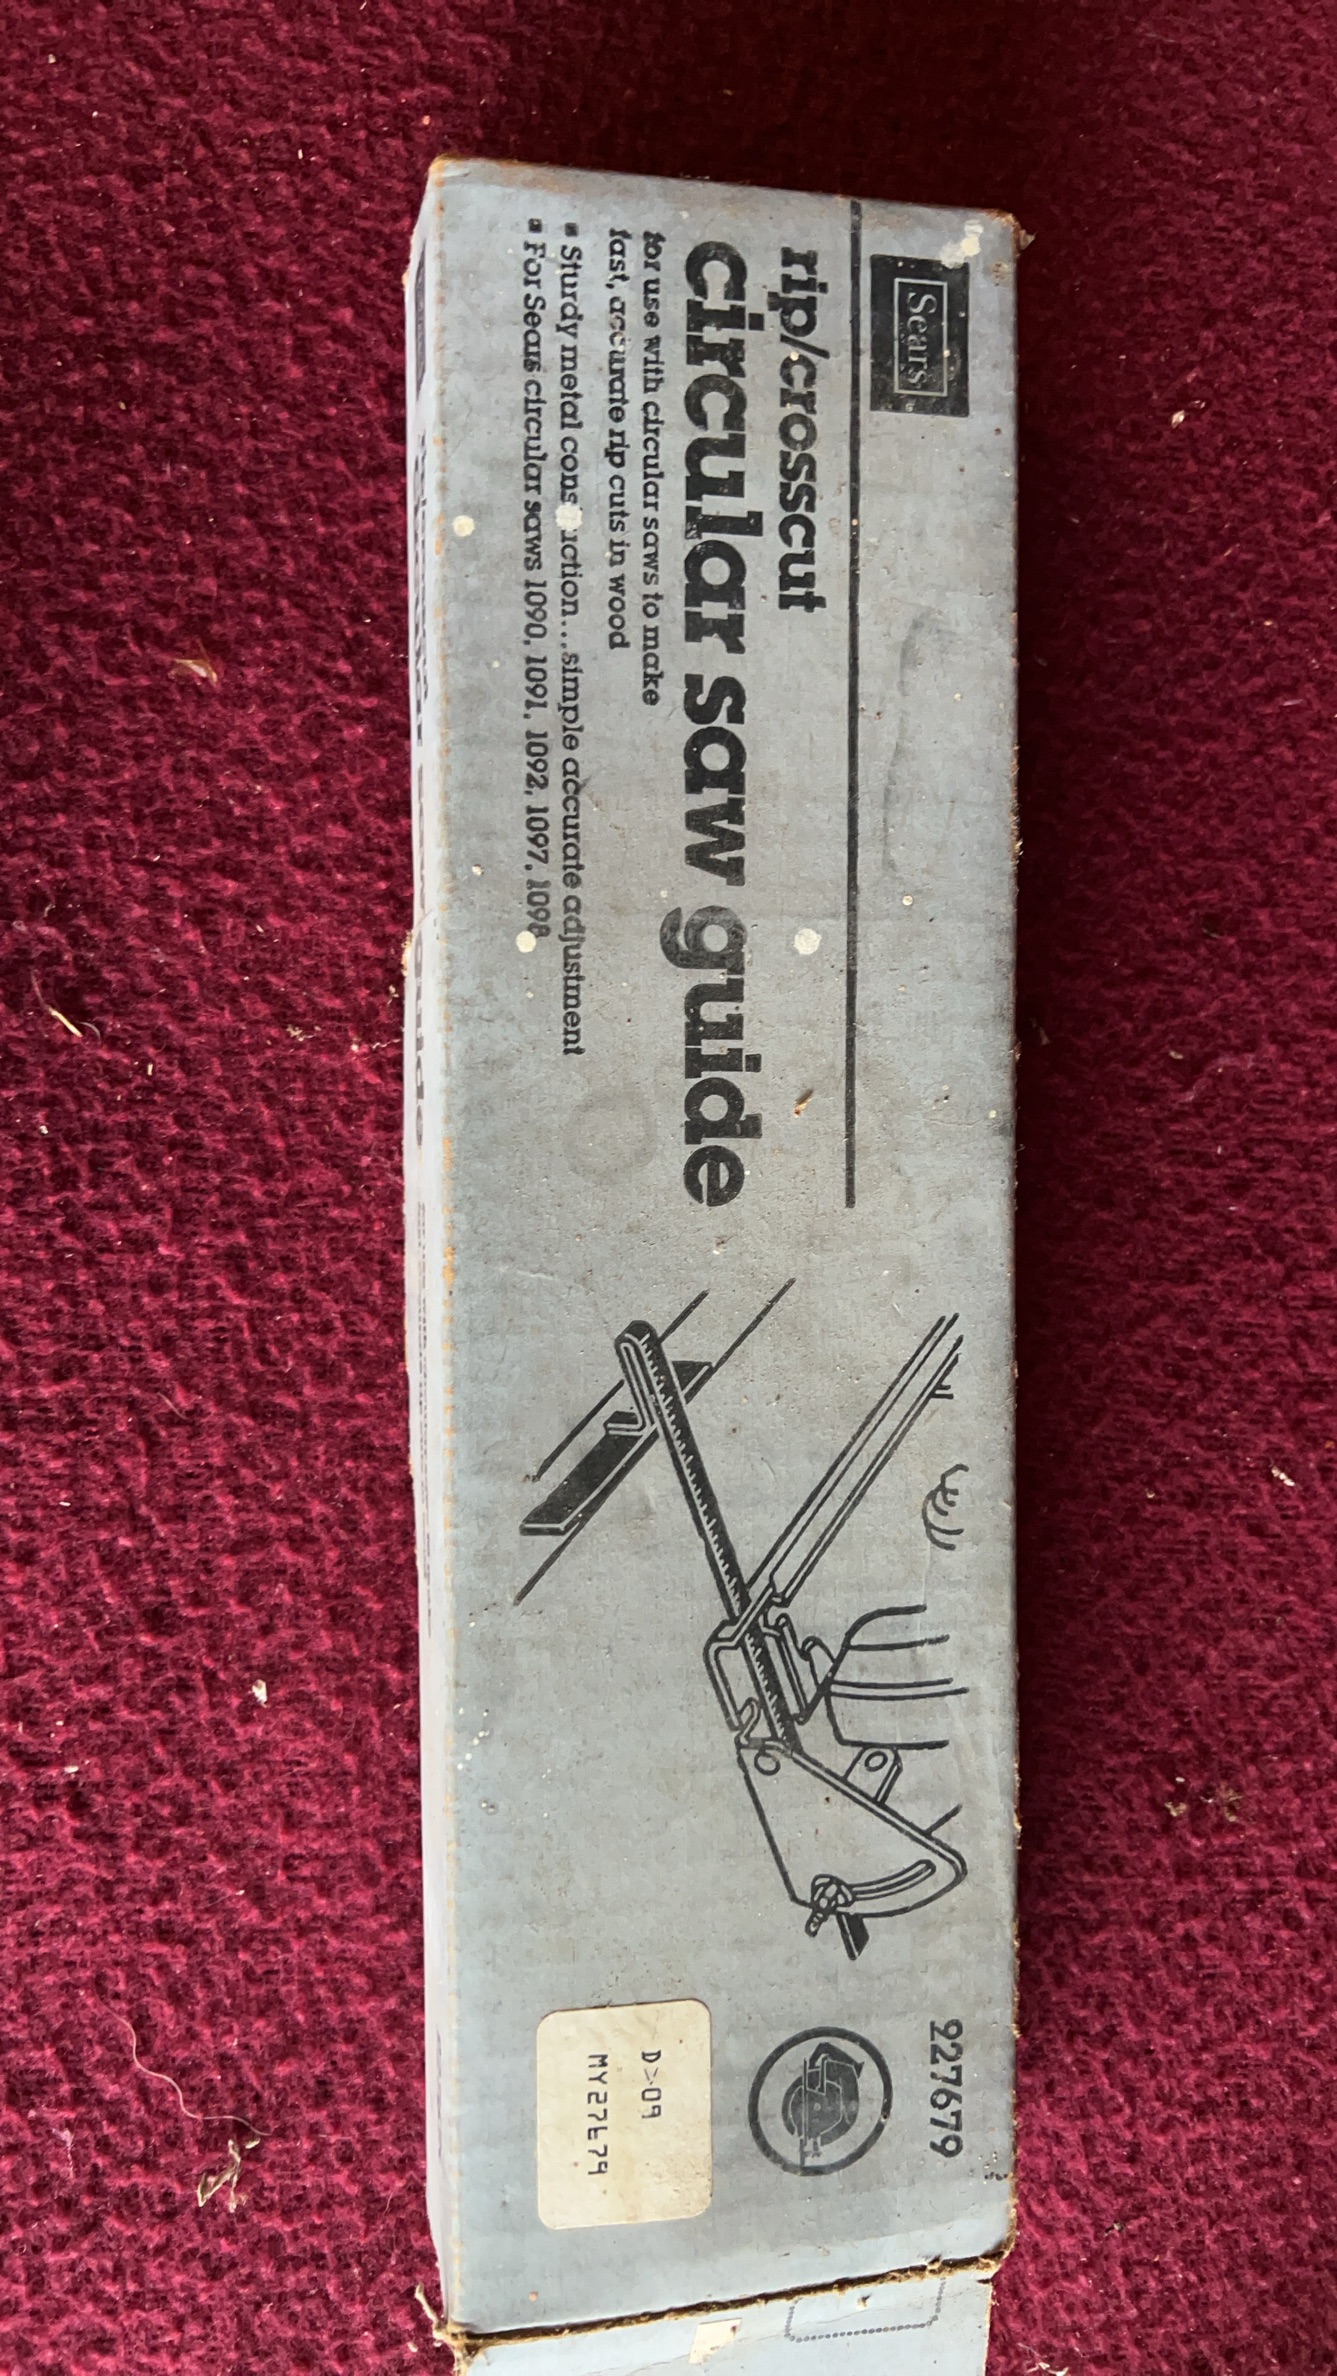 Sears
rip/crosscut
circular saw guide
for use with circular saws to make
fast, accurate rip cuts in wood
▪ Sturdy metal cons uction...simple accurate adjustment
▪ For Sears circular saws 1090, 1091, 1092, 1097, 1098
927679
D>09
MY27679